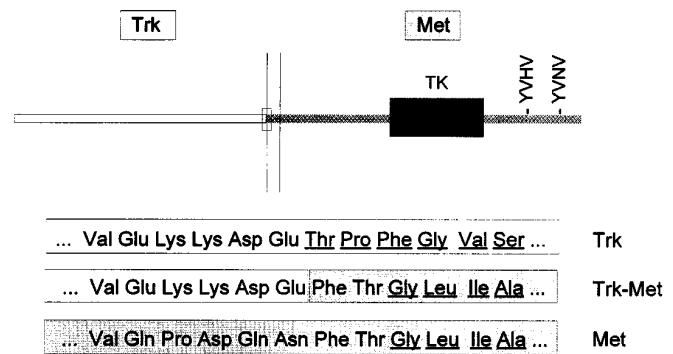 Trk Met
TK YVHV YVNV
... Val Glu Lys Lys Asp Glu Thr Pro Phe Gly Val Ser ... Trk
... Val Glu Lys Lys Asp Glu Phe Thr Gly Leu Ile Ala ... Trk-Met
... Val Gln Pro Asp Gln Asn Phe Thr Gly Leu Ile Ala ... Met